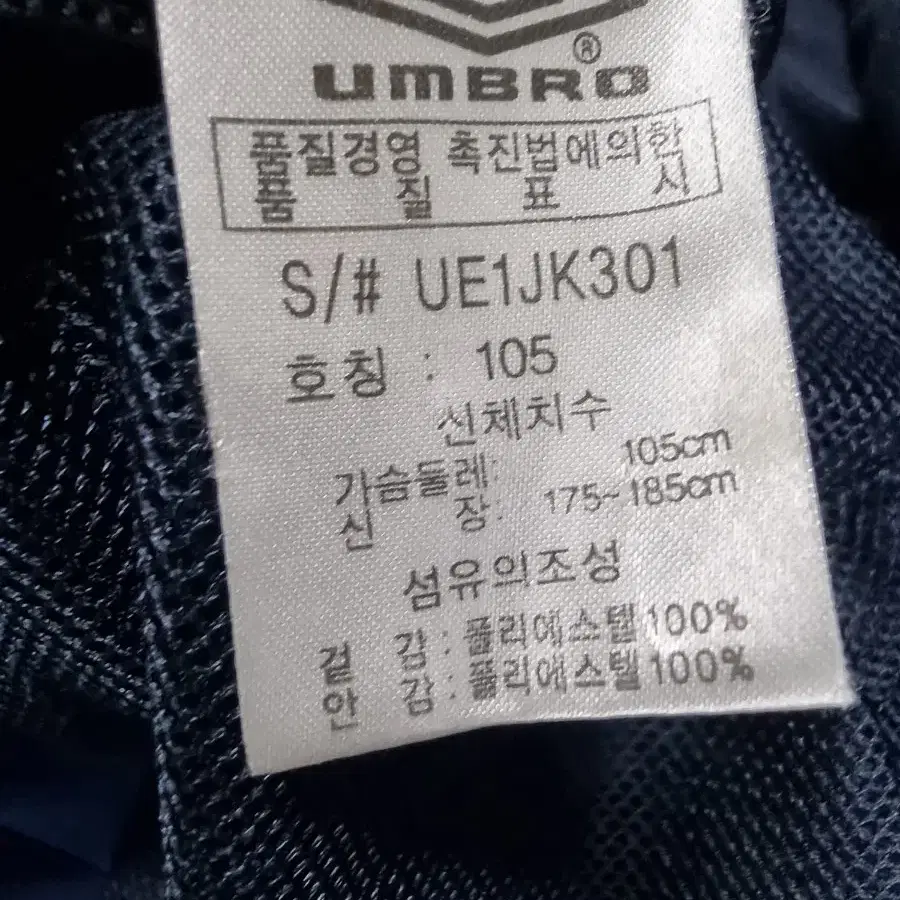 UMBRO®
품질경영 촉진법에의한
품 질 표 시
S/# UE1JK301
호칭 : 105
신체치수
가슴둘레: 105cm
신 장: 175~185cm
섬유의조성
겉 감 : 폴리에스텔100%
안 감 : 폴리에스텔100%